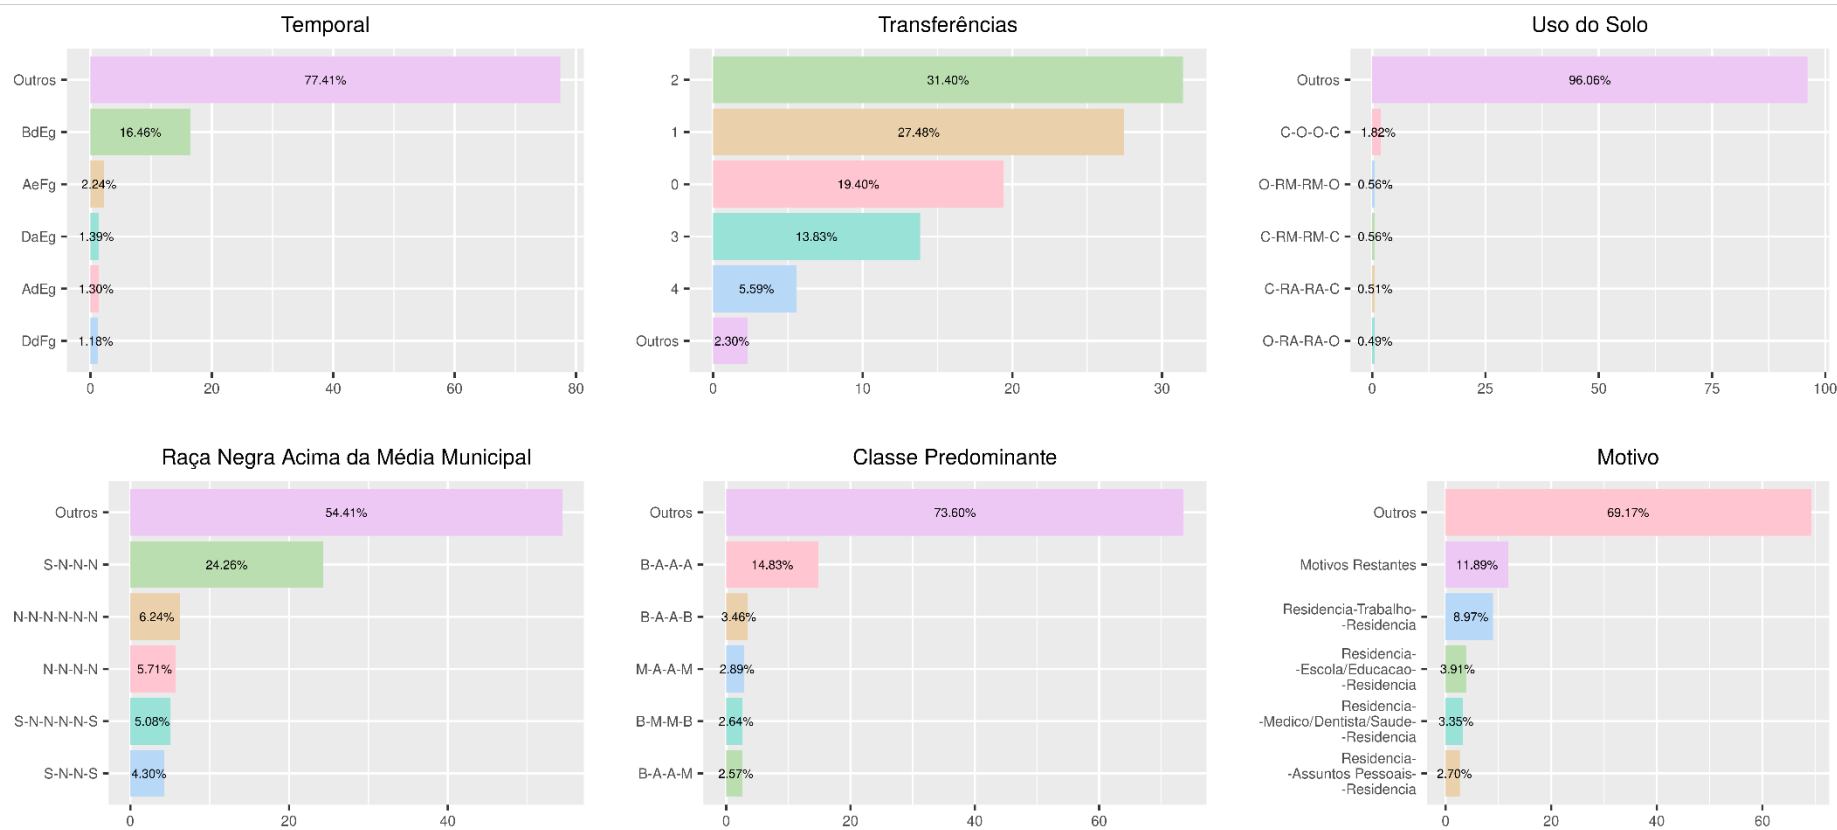 Temporal
Outros
77.41%
BdEg
16.46%
AeFg
2.24%
DaEg
1.39%
AdEg
1.30%
DdFg
1.18%
0 20 40 60 80
Transferências
2
31.40%
1
27.48%
0
19.40%
3
13.83%
4
5.59%
Outros
2.30%
0 10 20 30
Uso do Solo
Outros
96.06%
C-O-O-C
1.82%
O-RM-RM-O
0.56%
C-RM-RM-C
0.56%
C-RA-RA-C
0.51%
O-RA-RA-O
0.49%
0 25 50 75 100
Raça Negra Acima da Média Municipal
Outros
54.41%
S-N-N-N
24.26%
N-N-N-N-N-N
6.24%
N-N-N-N
5.71%
S-N-N-N-N-S
5.08%
S-N-N-S
4.30%
0 20 40
Classe Predominante
Outros
73.60%
B-A-A-A
14.83%
B-A-A-B
3.46%
M-A-A-M
2.89%
B-M-M-B
2.64%
B-A-A-M
2.57%
0 20 40 60
Motivo
Outros
69.17%
Motivos Restantes
11.89%
Residencia-Trabalho-
-Residencia
8.97%
Residencia-
-Escola/Educacao-
-Residencia
3.91%
Residencia-
-Medico/Dentista/Saude-
-Residencia
3.35%
Residencia-
-Assuntos Pessoais-
-Residencia
2.70%
0 20 40 60